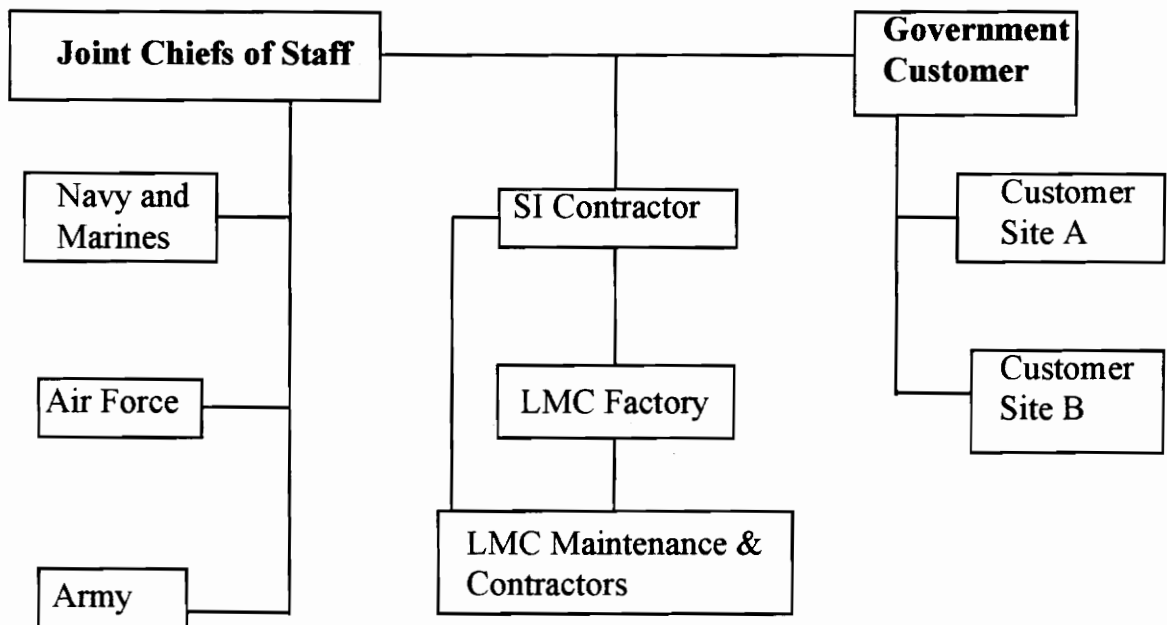 Joint Chiefs of Staff
Government
Customer
Navy and
Marines
SI Contractor
Customer
Site A
Air Force
LMC Factory
Customer
Site B
Army
LMC Maintenance &
Contractors